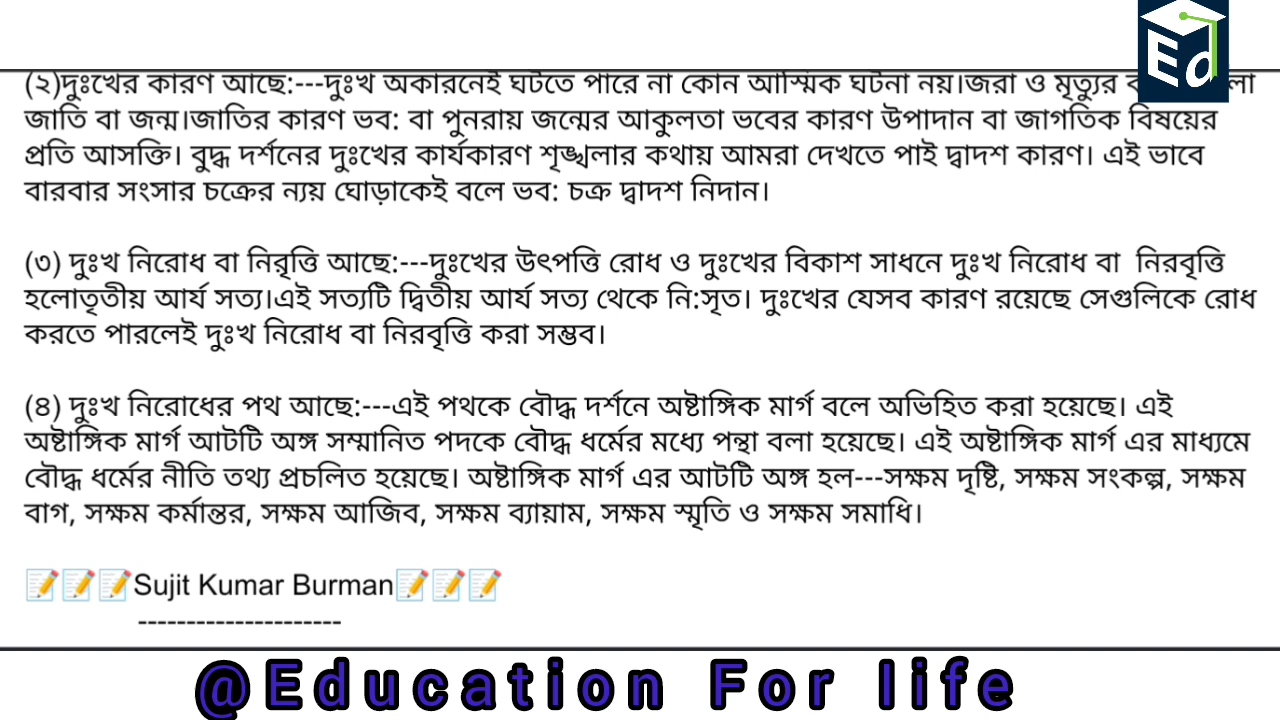 Ed
(২)দুঃখের কারণ আছে:---দুঃখ অকারনেই ঘটতে পারে না কোন আস্মিক ঘটনা নয়।জরা ও মৃত্যুর
জাতি বা জন্ম।জাতির কারণ ভব: বা পুনরায় জন্মের আকুলতা ভবের কারণ উপাদান বা জাগতিক বিষয়ের
প্রতি আসক্তি। বুদ্ধ দর্শনের দুঃখের কার্যকারণ শৃঙ্খলার কথায় আমরা দেখতে পাই দ্বাদশ কারণ। এই ভাবে
বারবার সংসার চক্রের ন্যয় ঘোড়াকেই বলে ভব: চক্র দ্বাদশ নিদান।
(৩) দুঃখ নিরোধ বা নিরৃত্তি আছে:---দুঃখের উৎপত্তি রোধ ও দুঃখের বিকাশ সাধনে দুঃখ নিরোধ বা নিরবৃত্তি
হলোতৃতীয় আর্য সত্য।এই সত্যটি দ্বিতীয় আর্য সত্য থেকে নি:সৃত। দুঃখের যেসব কারণ রয়েছে সেগুলিকে রোধ
করতে পারলেই দুঃখ নিরোধ বা নিরবৃত্তি করা সম্ভব।
(৪) দুঃখ নিরোধের পথ আছে:---এই পথকে বৌদ্ধ দর্শনে অষ্টাঙ্গিক মার্গ বলে অভিহিত করা হয়েছে। এই
অষ্টাঙ্গিক মার্গ আটটি অঙ্গ সম্মানিত পদকে বৌদ্ধ ধর্মের মধ্যে পন্থা বলা হয়েছে। এই অষ্টাঙ্গিক মার্গ এর মাধ্যমে
বৌদ্ধ ধর্মের নীতি তথ্য প্রচলিত হয়েছে। অষ্টাঙ্গিক মার্গ এর আটটি অঙ্গ হল---সক্ষম দৃষ্টি, সক্ষম সংকল্প, সক্ষম
বাগ, সক্ষম কর্মান্তর, সক্ষম আজিব, সক্ষম ব্যায়াম, সক্ষম স্মৃতি ও সক্ষম সমাধি।
📝📝📝Sujit Kumar Burman📝📝📝
---------------------
@Education For life